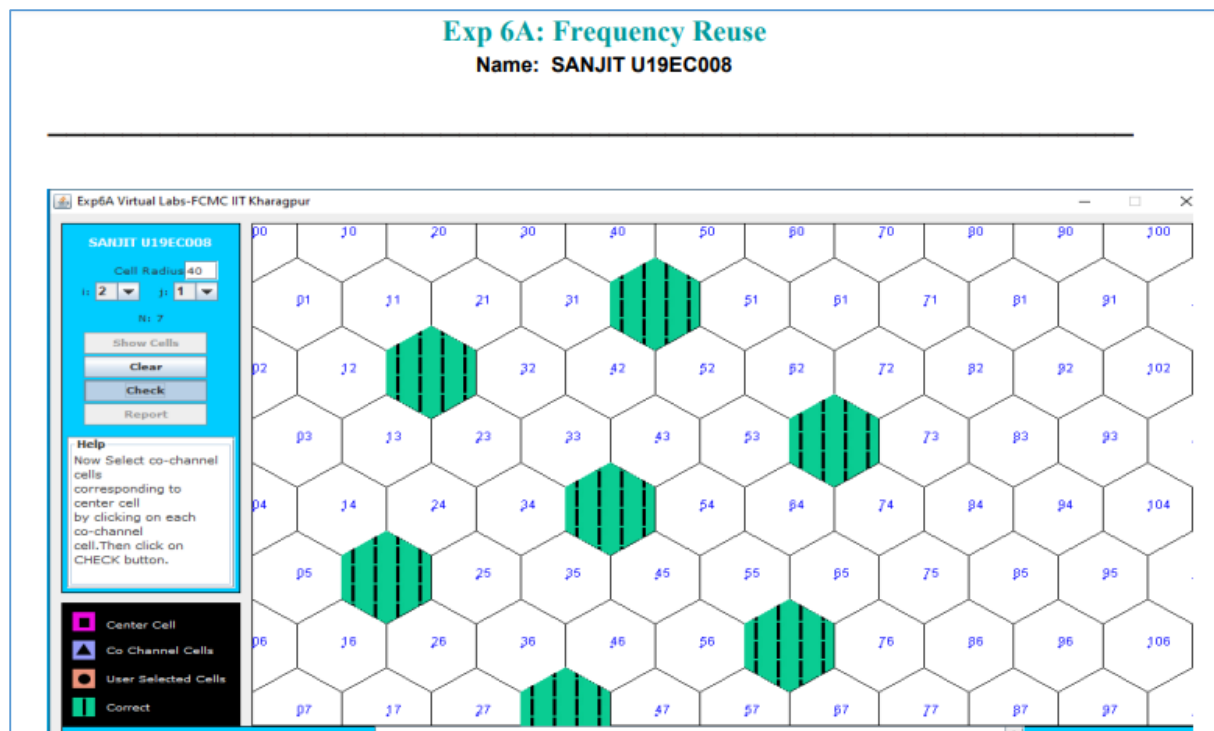 Exp 6A: Frequency Reuse
Name: SANJIT U19EC008
Exp6A Virtual Labs-FCMC IIT Kharagpur
SANJIT U19EC008
Cell Radius 40
i: 2 j: 1
N: 7
Show Cells
Clear
Check
Report
Help
Now Select co-channel
cells
corresponding to
center cell
by clicking on each
co-channel
cell.Then click on
CHECK button.
Center Cell
Co Channel Cells
User Selected Cells
Correct
00 10 20 30 40 50 60 70 80 90 100
01 11 21 31 51 61 71 81 91
02 12 32 42 52 62 72 82 92 102
03 13 23 33 43 53 73 83 93
04 14 24 34 54 64 74 84 94 104
05 25 35 45 55 65 75 85 95
06 16 26 36 46 56 76 86 96 106
07 17 27 47 57 67 77 87 97